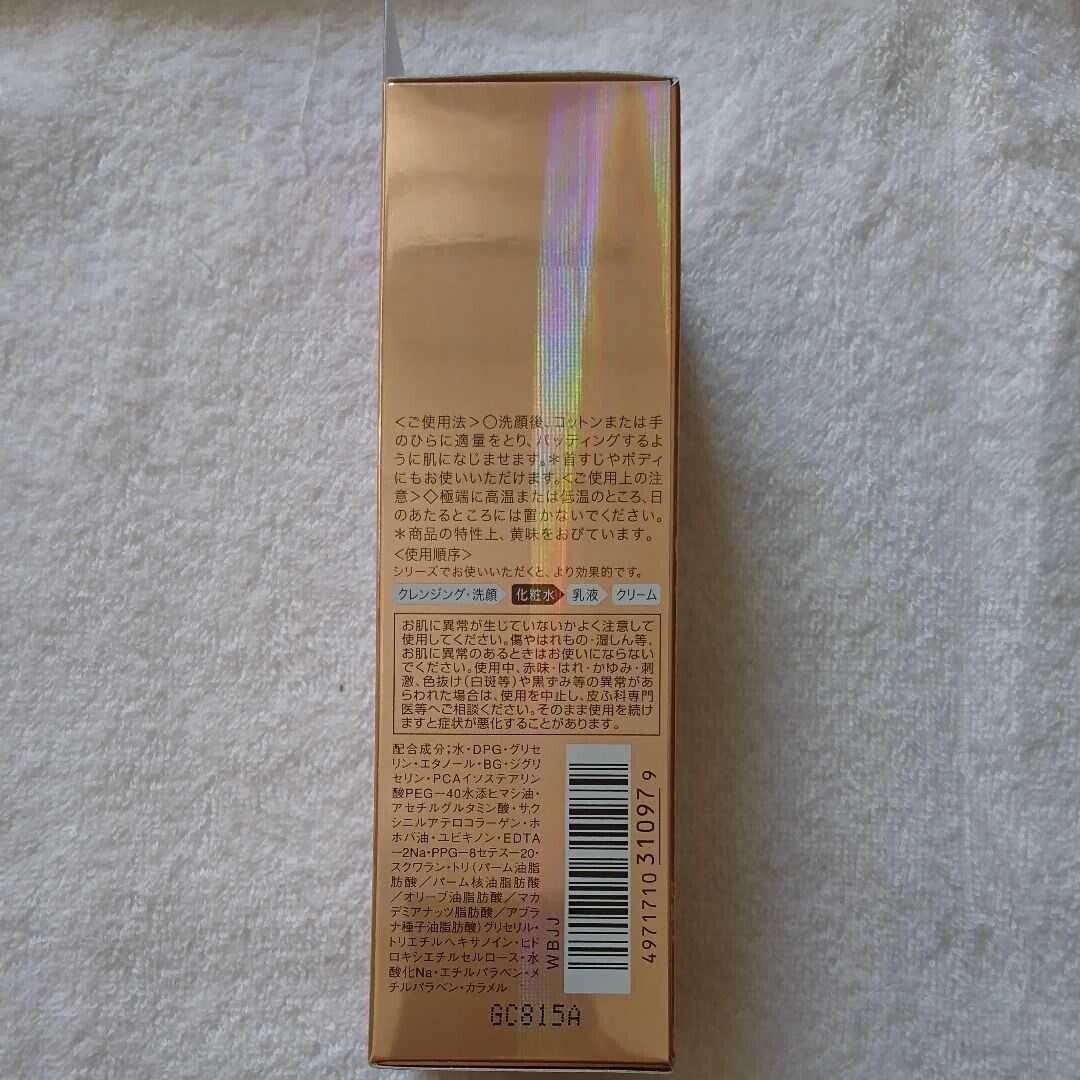 ＜ご使用法＞○洗顔後、コットンまたは手
のひらに適量をとり、パッティングするよ
うに肌になじませます。＊首すじやボディ
にもお使いいただけます。＜ご使用上の注
意＞◇極端に高温または低温のところ、日
のあたるところには置かないでください。
＊商品の特性上、黄味をおびています。
＜使用順序＞
シリーズでお使いいただくと、より効果的です。
クレンジング・洗顔 化粧水 乳液 クリーム
お肌に異常が生じていないかよく注意して
使用してください。傷やはれもの・湿しん等、
お肌に異常のあるときはお使いにならない
でください。使用中、赤味・はれ・かゆみ・刺
激、色抜け(白斑等)や黒ずみ等の異常があ
らわれた場合は、使用を中止し、皮ふ科専門
医等へご相談ください。そのまま使用を続け
ますと症状が悪化することがあります。
配合成分；水・DPG・グリセ
リン・エタノール・BG・ジグリ
セリン・PCAイソステアリン
酸PEG－40水添ヒマシ油・
アセチルグルタミン酸・サク
シニルアテロコラーゲン・ホ
ホバ油・ユビキノン・EDTA
－2Na・PPG－8セテス－20・
スクワラン・トリ(パーム油脂
肪酸／パーム核油脂肪酸
／オリーブ油脂肪酸／マカ
デミアナッツ脂肪酸／アブラ
ナ種子油脂肪酸)グリセリル・
トリエチルヘキサノイン・ヒド
ロキシエチルセルロース・水
酸化Na・エチルパラベン・メ
チルパラベン・カラメル
WBJJ
4971710310979
GC815A